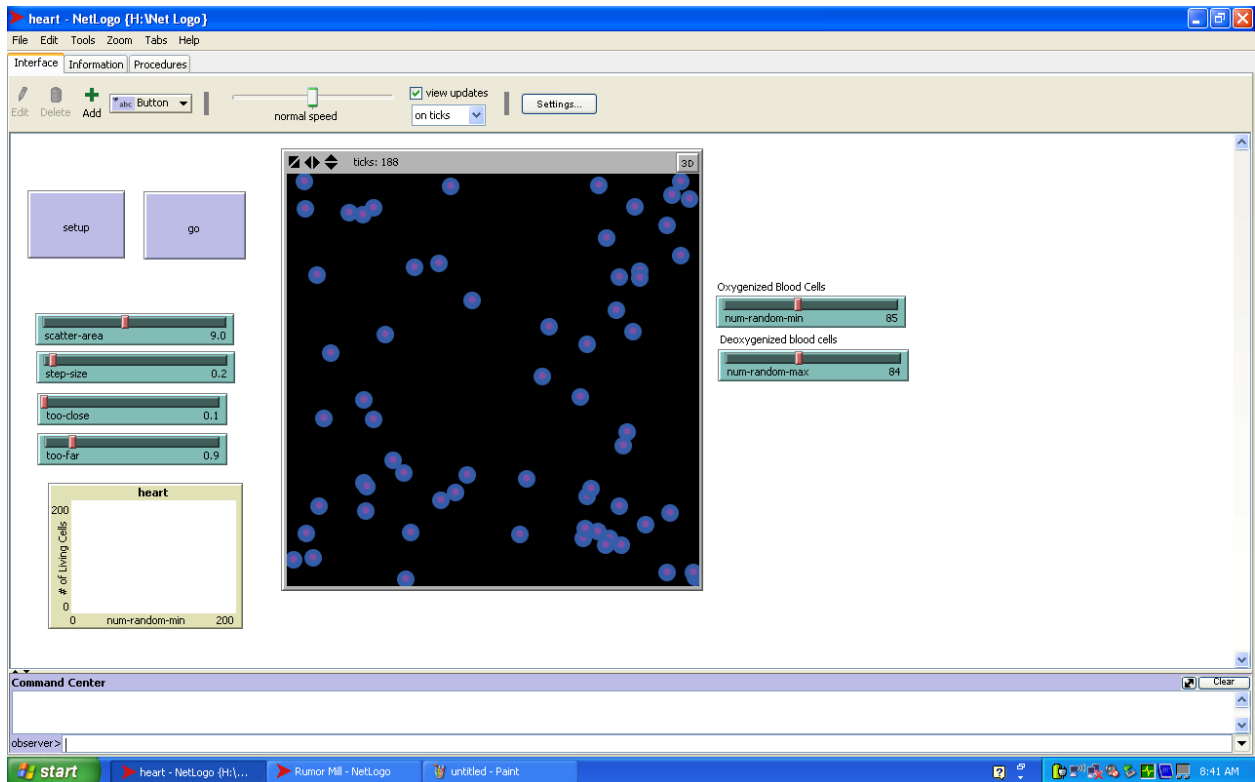 heart - NetLogo {H:\Net Logo}
File Edit Tools Zoom Tabs Help
Interface Information Procedures
Edit Delete Add abc Button normal speed view updates on ticks Settings...
ticks: 188 3D
setup go
scatter-area 9.0
step-size 0.2
too-close 0.1
too-far 0.9
Oxygenized Blood Cells
num-random-min 85
Deoxygenized blood cells
num-random-max 84
heart
200
# of Living Cells
0
0 num-random-min 200
Command Center Clear
observer>
start heart - NetLogo {H:\... Rumor Mill - NetLogo untitled - Paint 8:41 AM